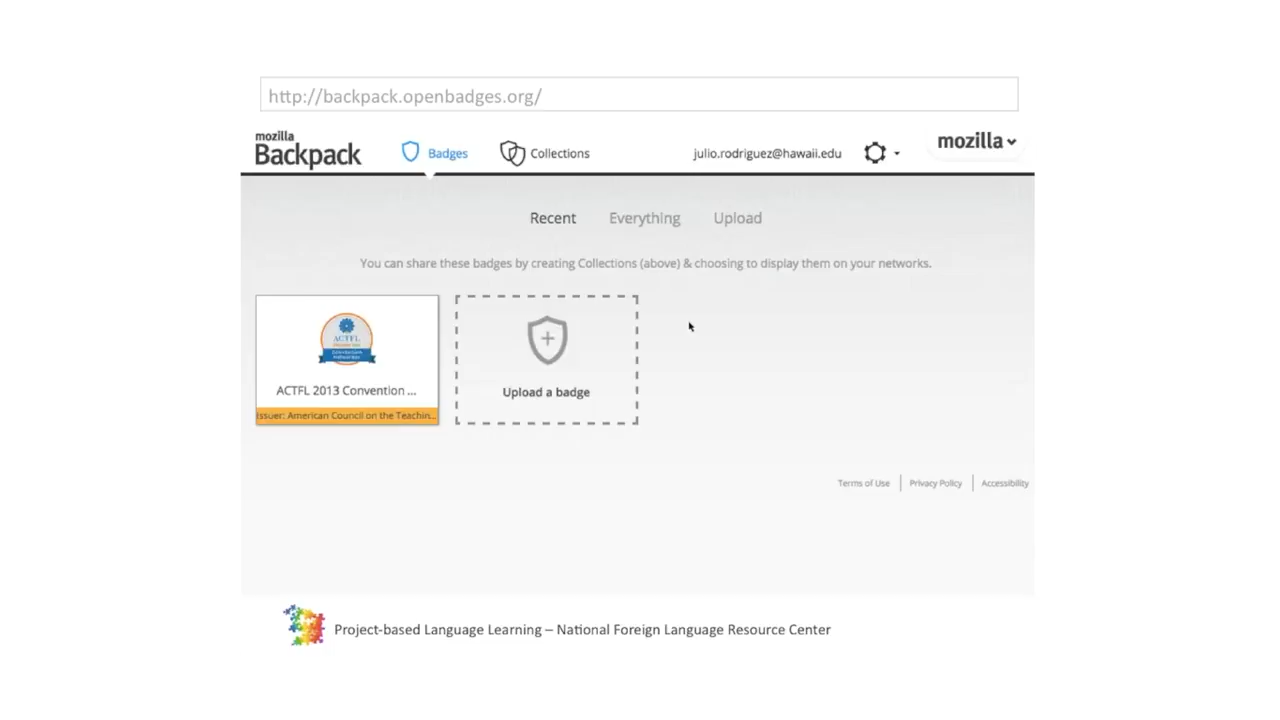 http://backpack.openbadges.org/
mozilla
Backpack
Badges
Collections
julio.rodriguez@hawaii.edu
mozilla
Recent Everything Upload
You can share these badges by creating Collections (above) & choosing to display them on your networks.
ACTFL
ACTFL 2013 Convention ...
Issuer: American Council on the Teachin...
Upload a badge
Terms of Use | Privacy Policy | Accessibility
Project-based Language Learning – National Foreign Language Resource Center